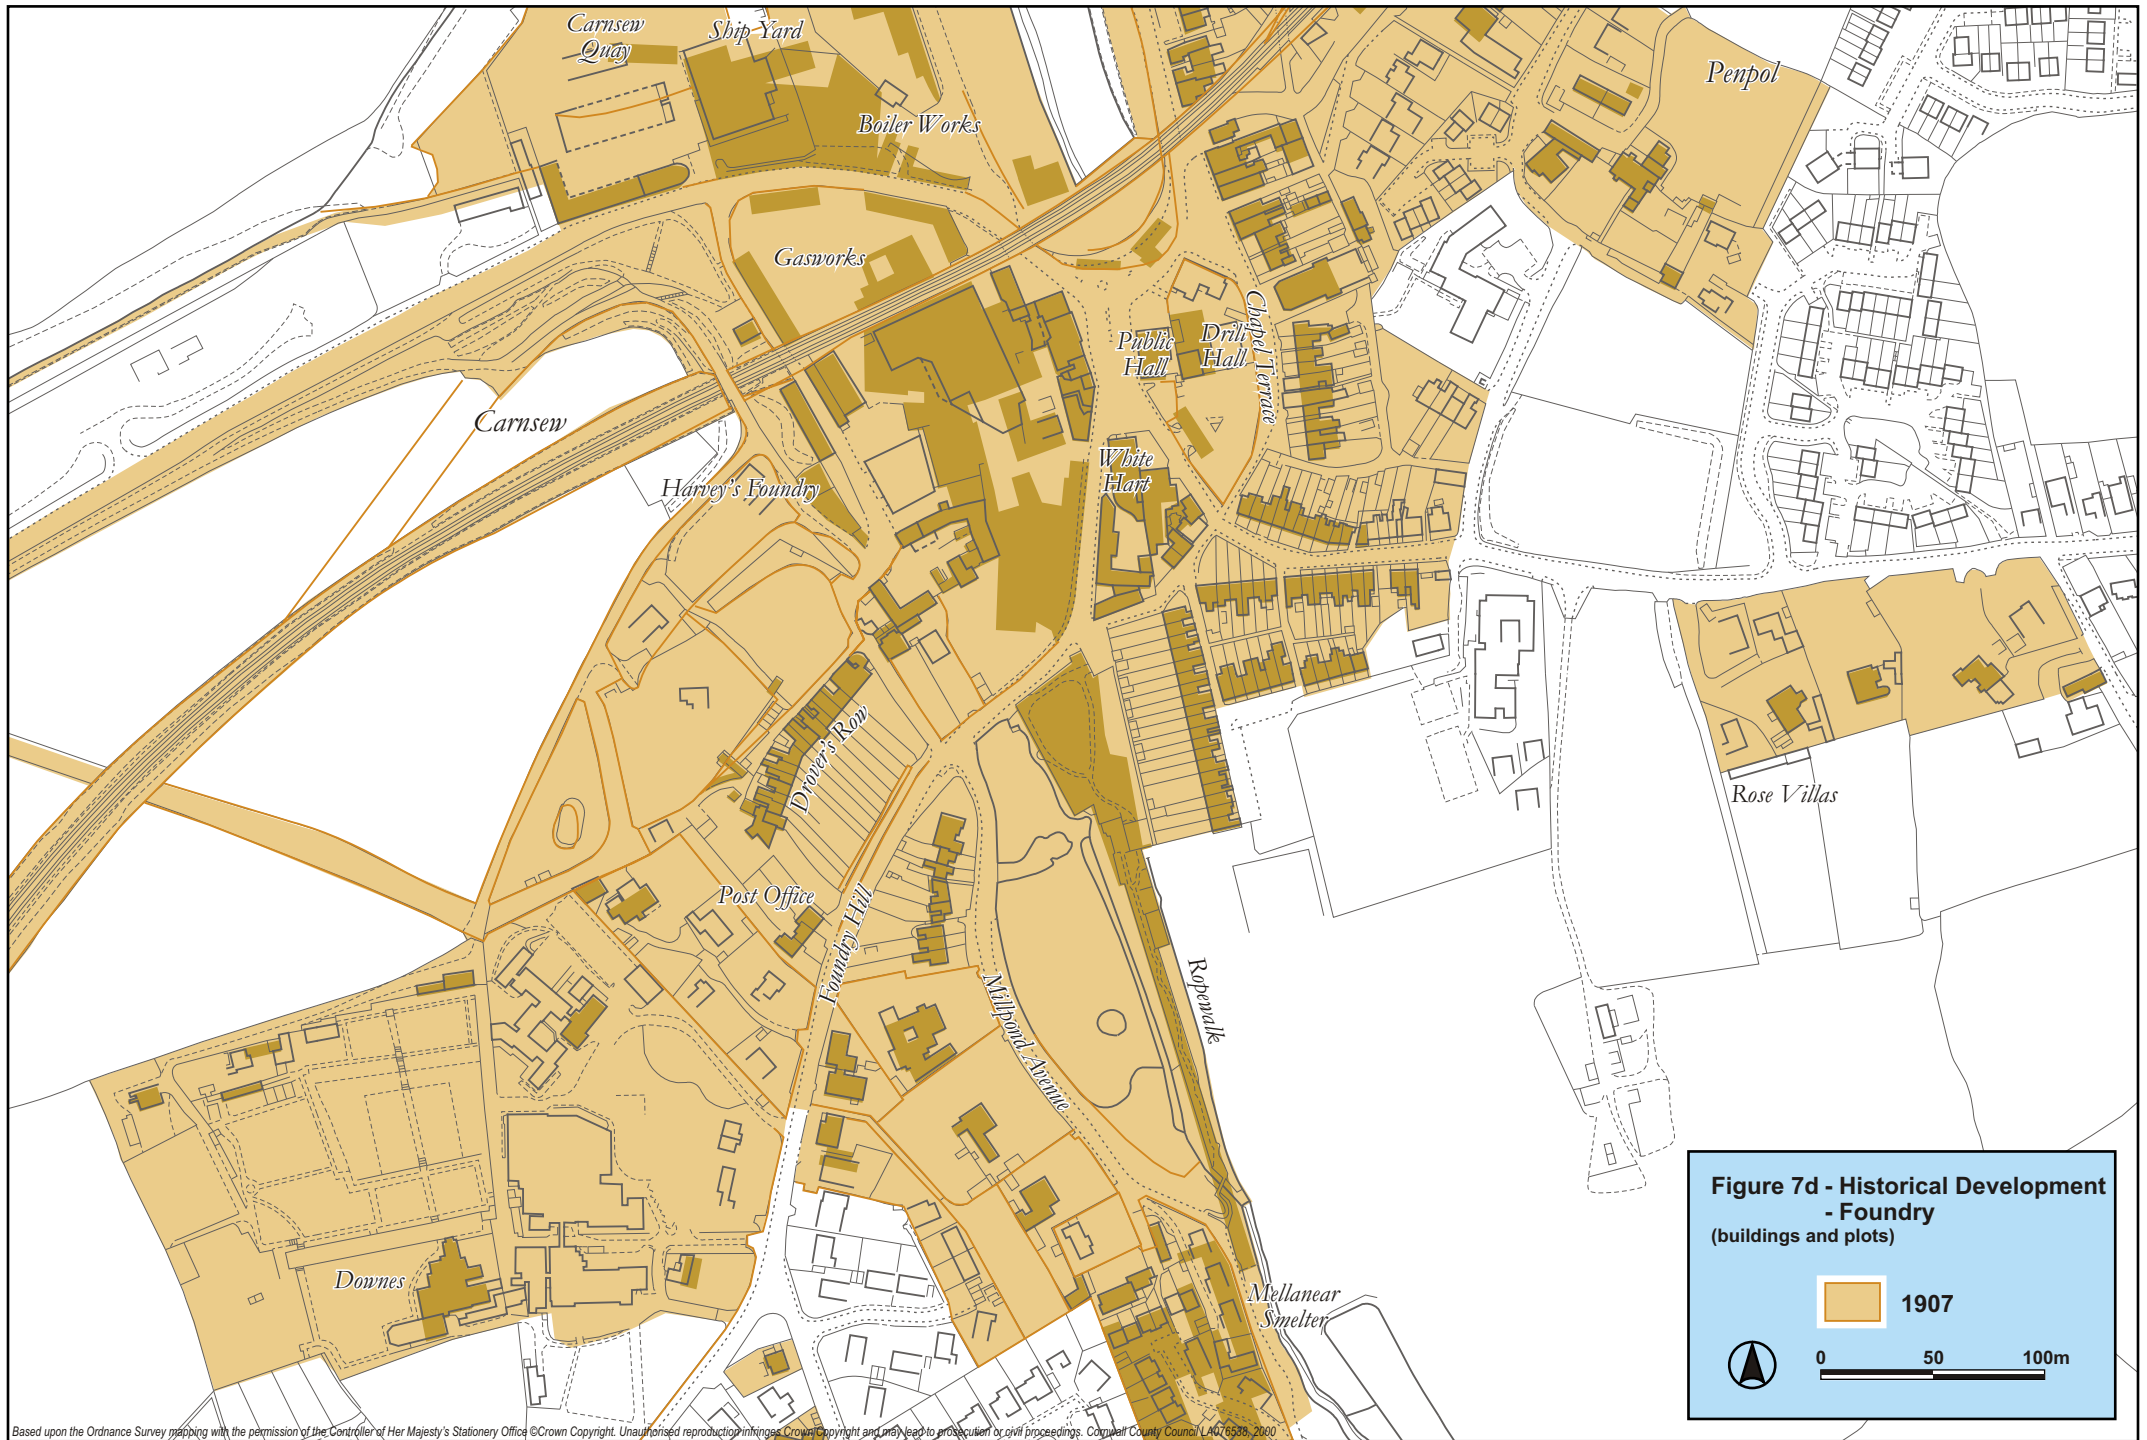 Carnsew
Quay
Ship Yard
Penpol
Boiler Works
Gasworks
Public
Hall
Drill
Hall
Chapel Terrace
Carnsew
White
Hart
Harvey's Foundry
Drover's Row
Rose Villas
Post Office
Foundry Hill
Millpond Avenue
Ropewalk
Downes
Mellanear
Smelter
Figure 7d - Historical Development
- Foundry
(buildings and plots)
1907
0 50 100m
Based upon the Ordnance Survey mapping with the permission of the Controller of Her Majesty's Stationery Office ©Crown Copyright. Unauthorised reproduction infringes Crown Copyright and may lead to prosecution or civil proceedings. Cornwall County Council LA076538, 2000